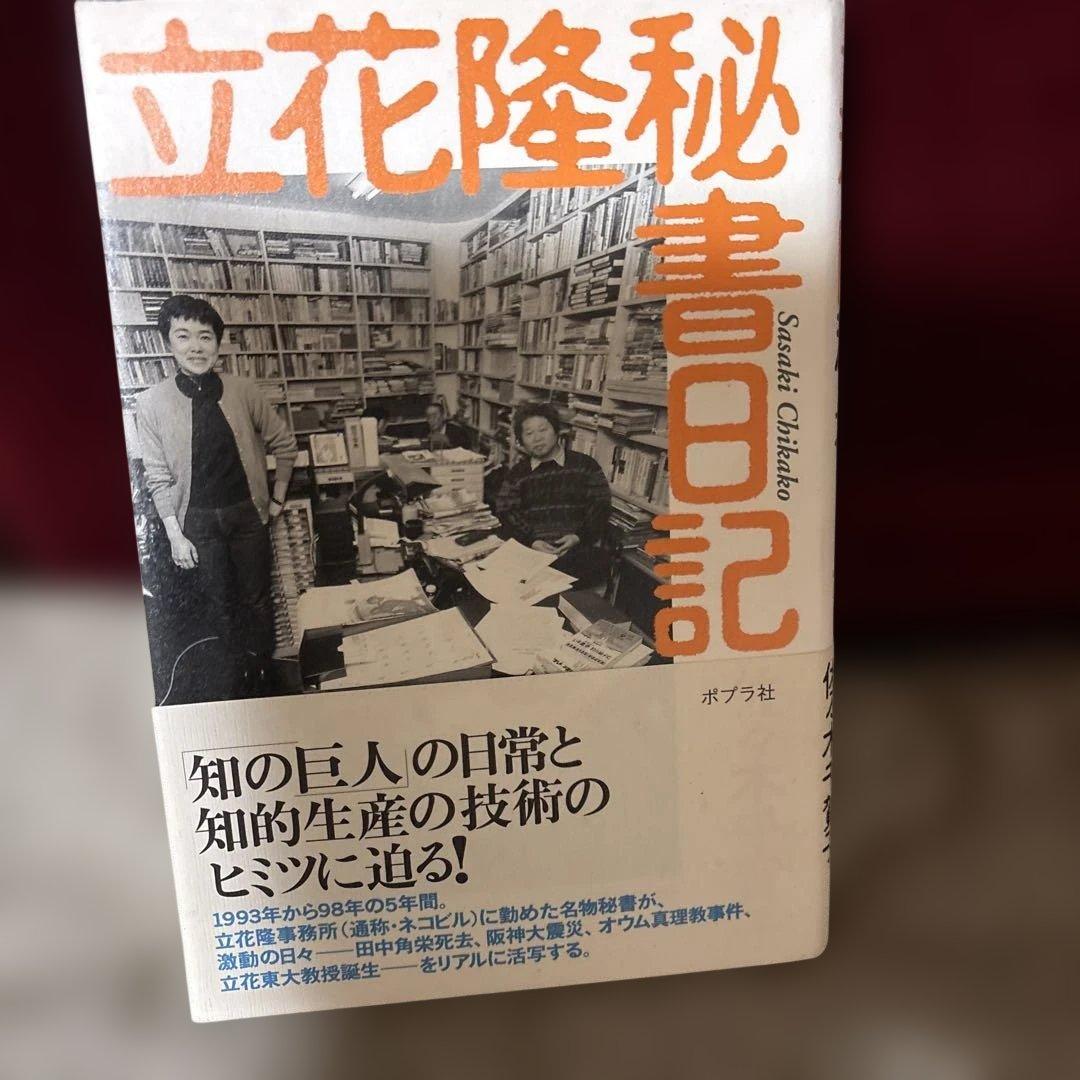 立花隆秘
書日記
Sasaki Chikako
ポプラ社
「知の巨人」の日常と
知的生産の技術の
ヒミツに迫る!
1993年から98年の5年間。
立花隆事務所(通称・ネコビル)に勤めた名物秘書が、
激動の日々――田中角栄死去、阪神大震災、オウム真理教事件、
立花東大教授誕生――をリアルに活写する。